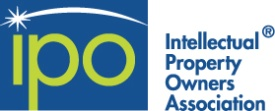 ipo
Intellectual®
Property
Owners
Association